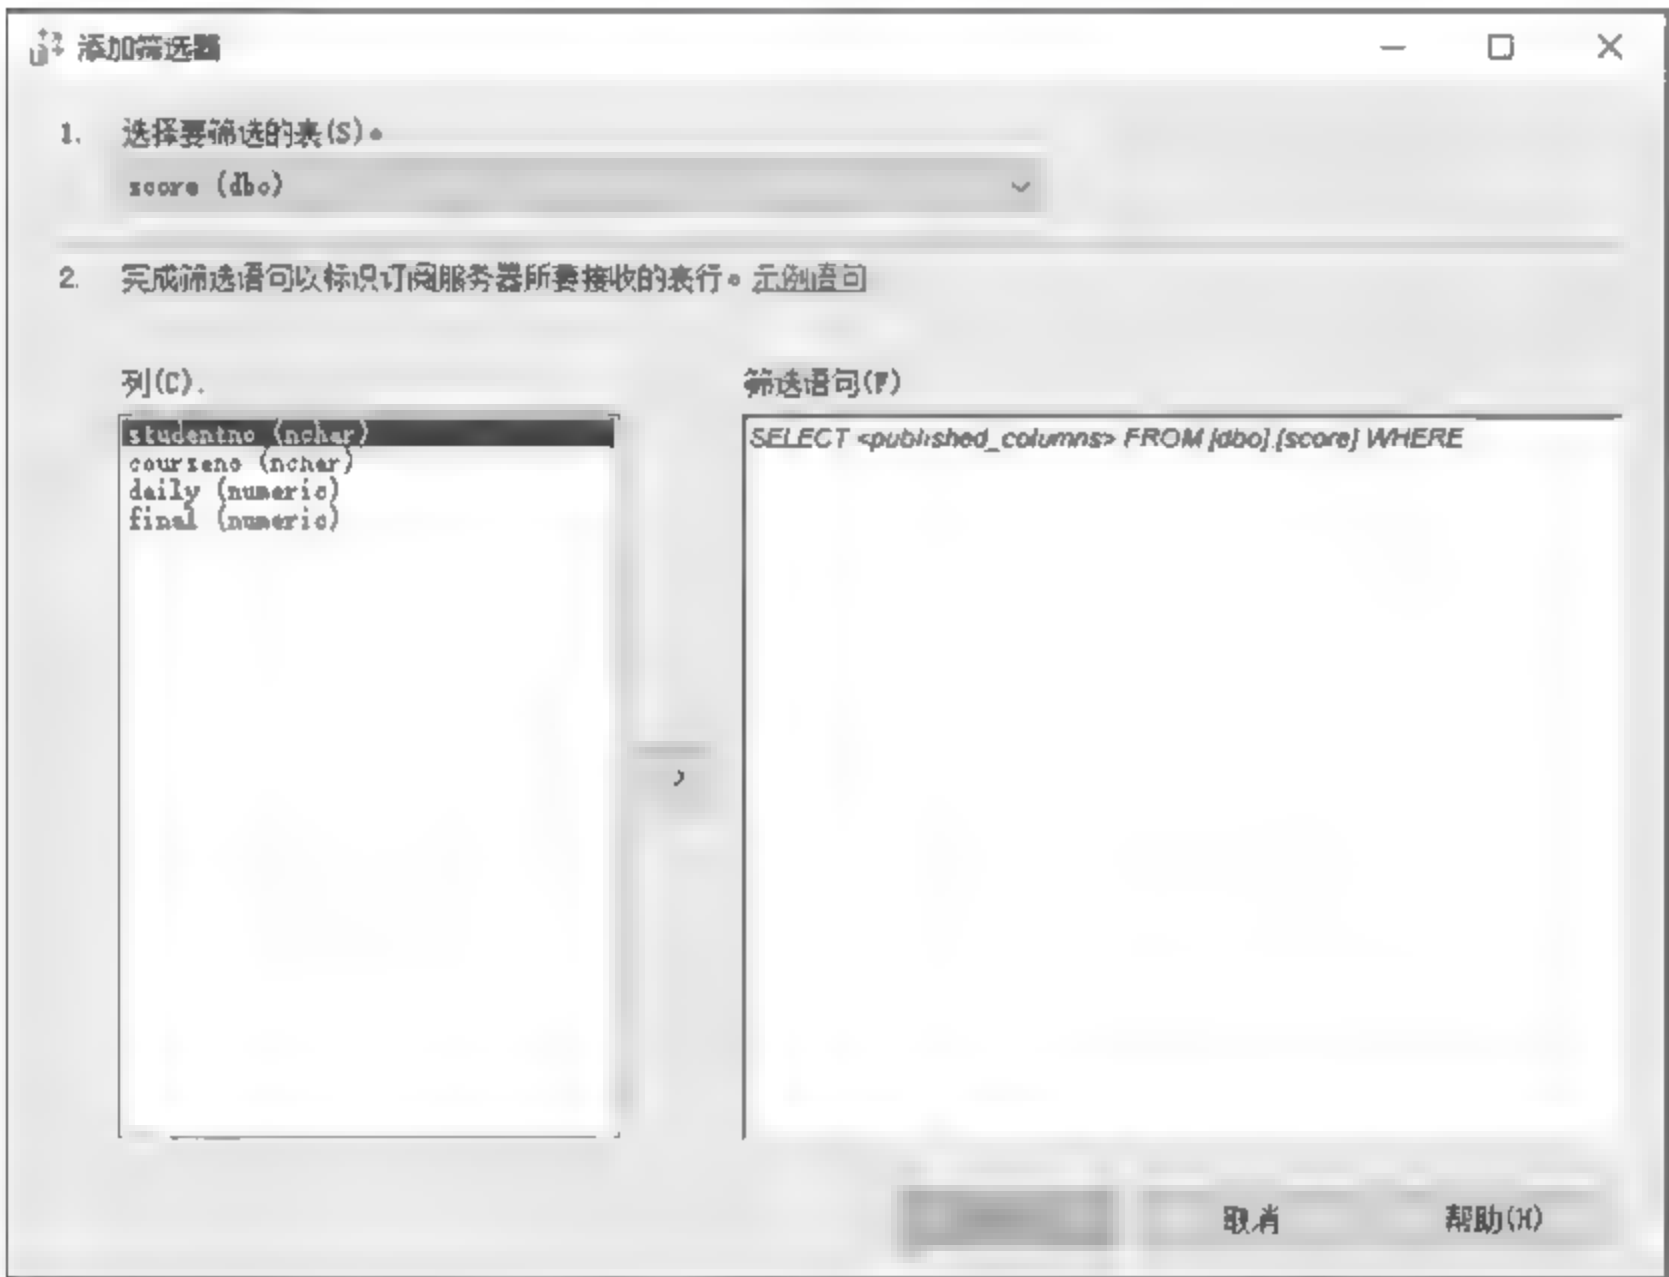 添加筛选器
1. 选择要筛选的表(S)。
score (dbo)
2. 完成筛选语句以标识订阅服务器所要接收的表行。示例语句
列(C).
筛选语句(F)
studentno (nchar)
courseno (nchar)
daily (numeric)
final (numeric)
SELECT <published_columns> FROM [dbo].[score] WHERE
取消
帮助(H)